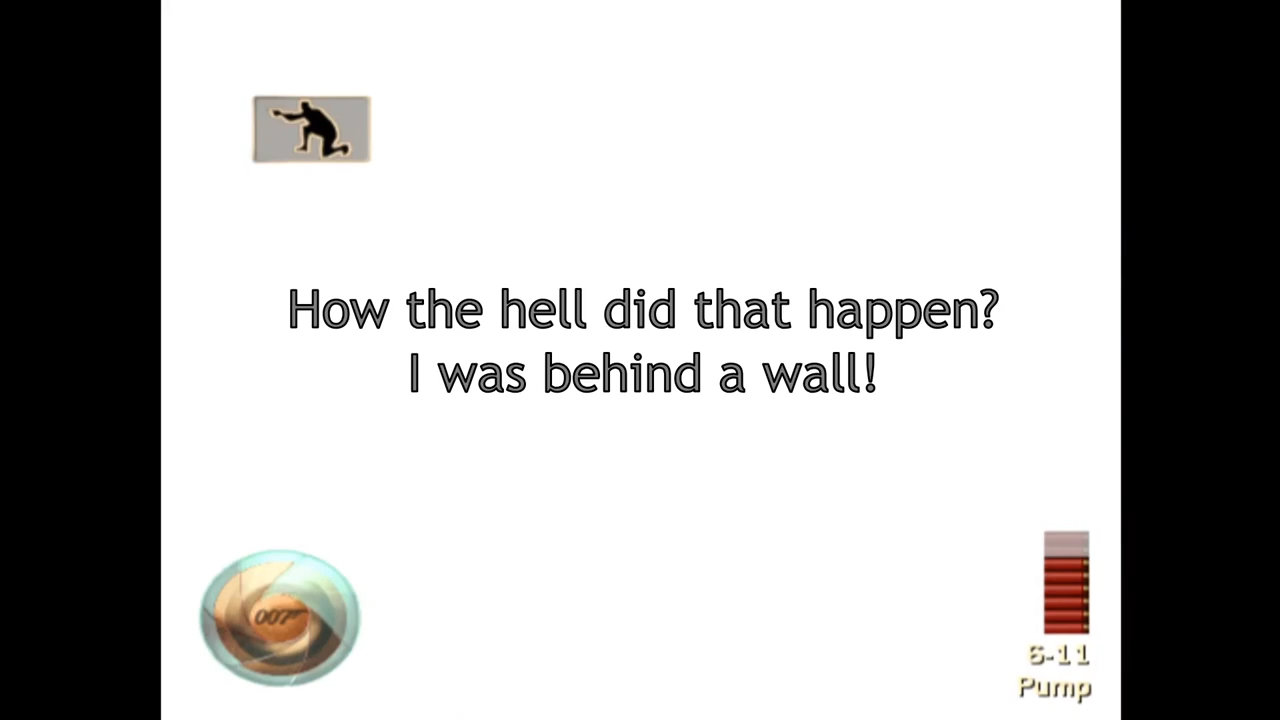 How the hell did that happen?
I was behind a wall!
007
6-11
Pump